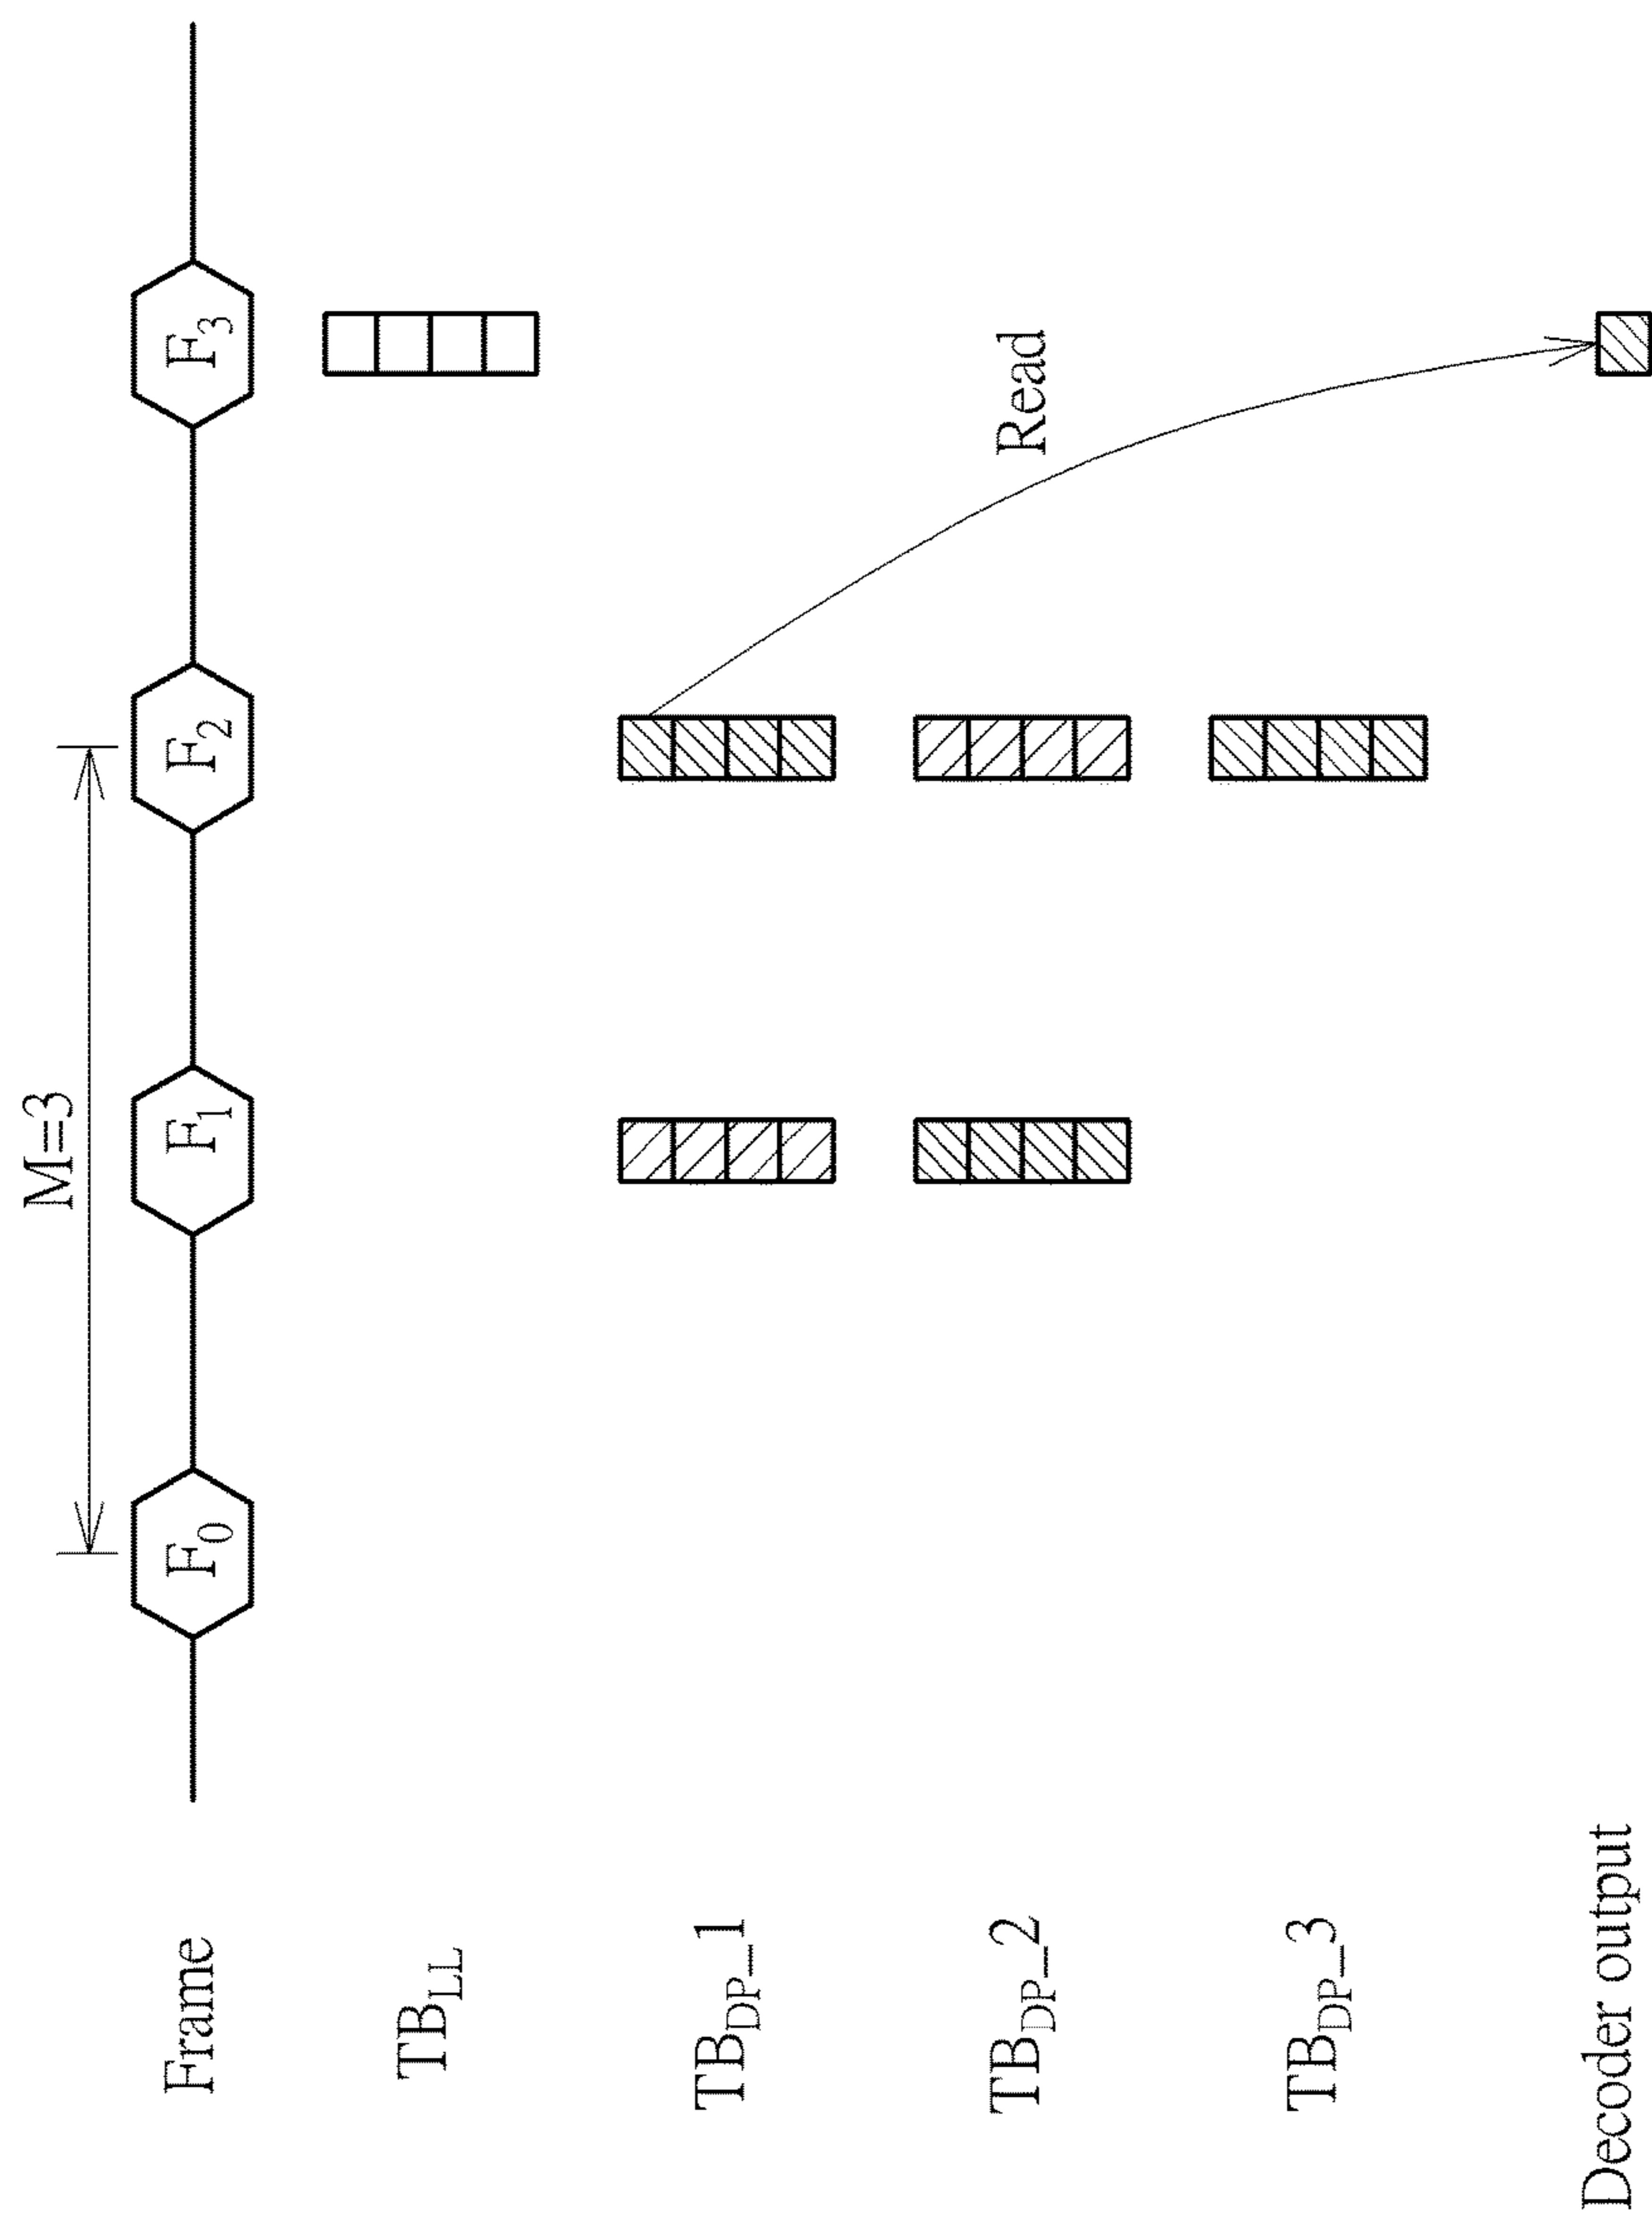 M=3
Frame F₀ F₁ F₂ F₃
TB_LL
TB_DP_1
TB_DP_2
Read
TB_DP_3
Decoder output